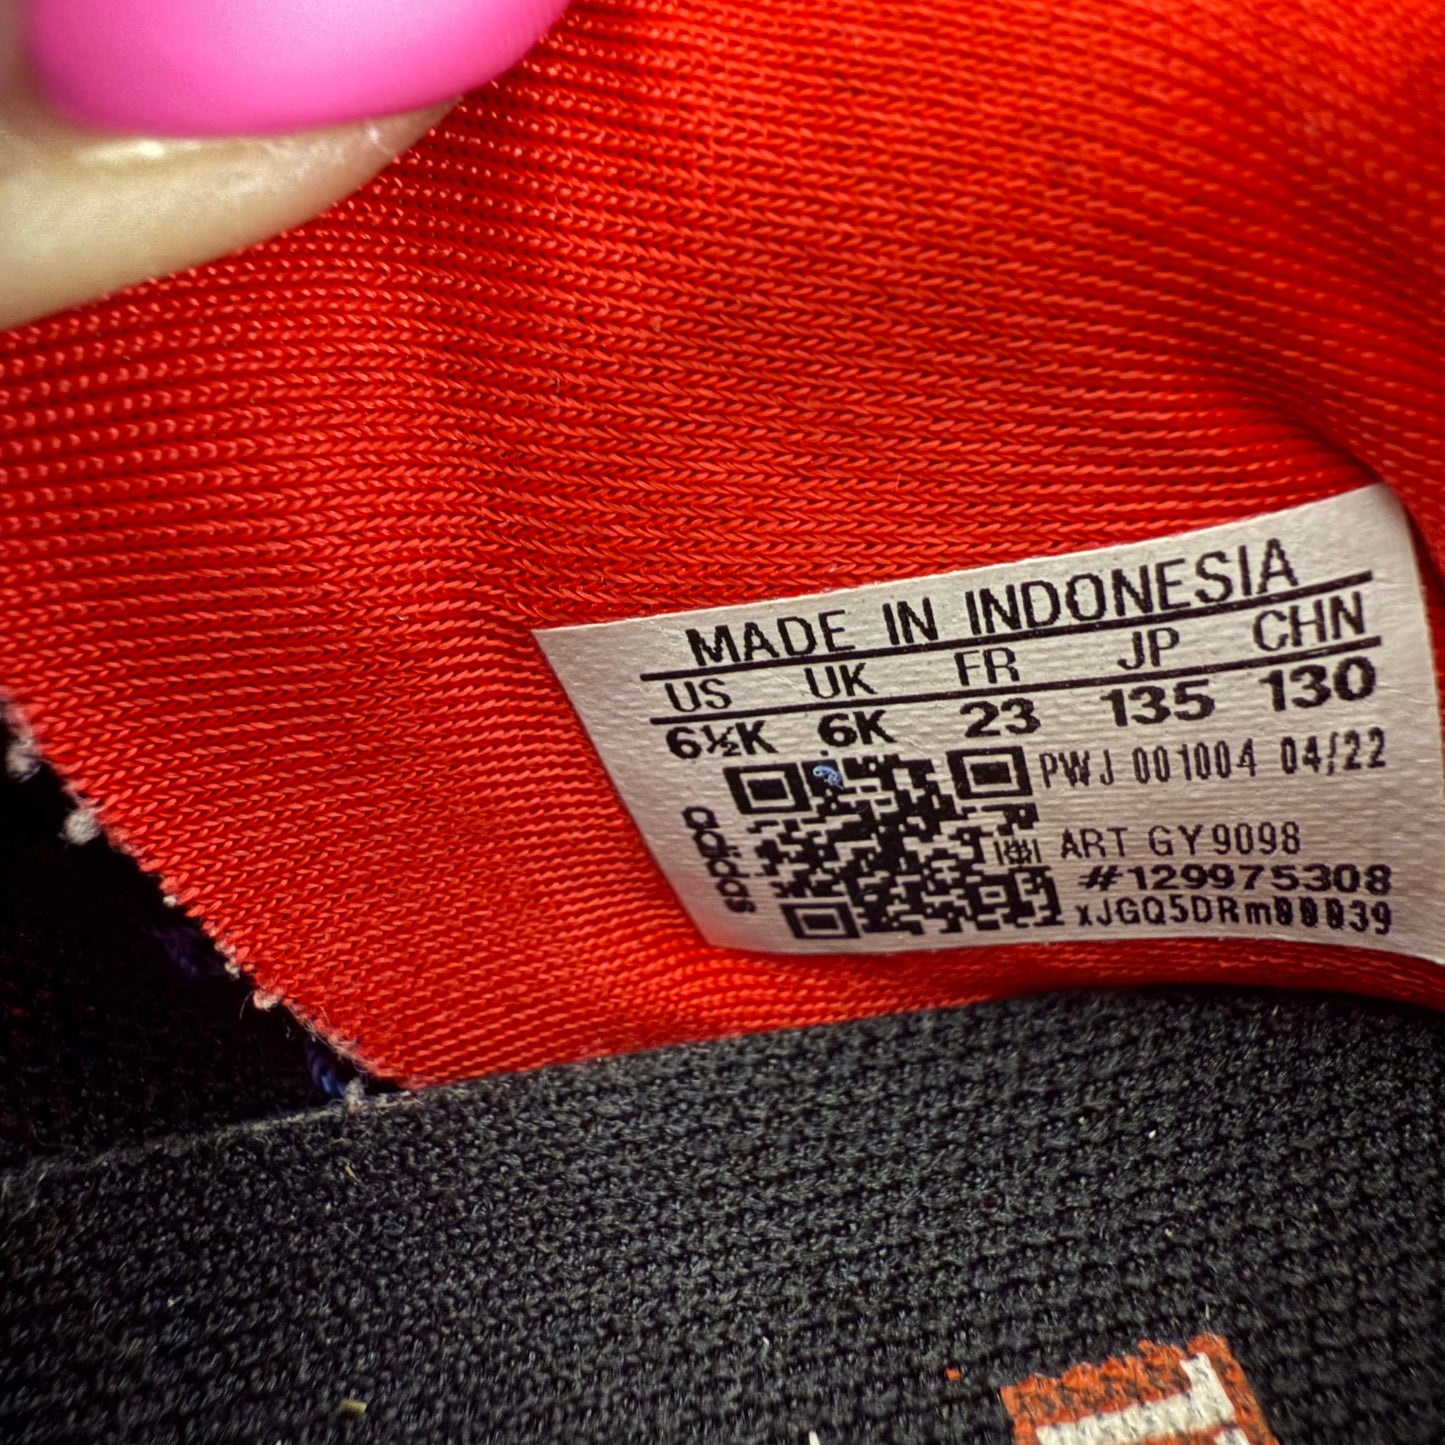 MADE IN INDONESIA
US UK FR JP CHN
6½K 6K 23 135 130
PWJ 001004 04/22
adidas
ART GY9098
#129975308